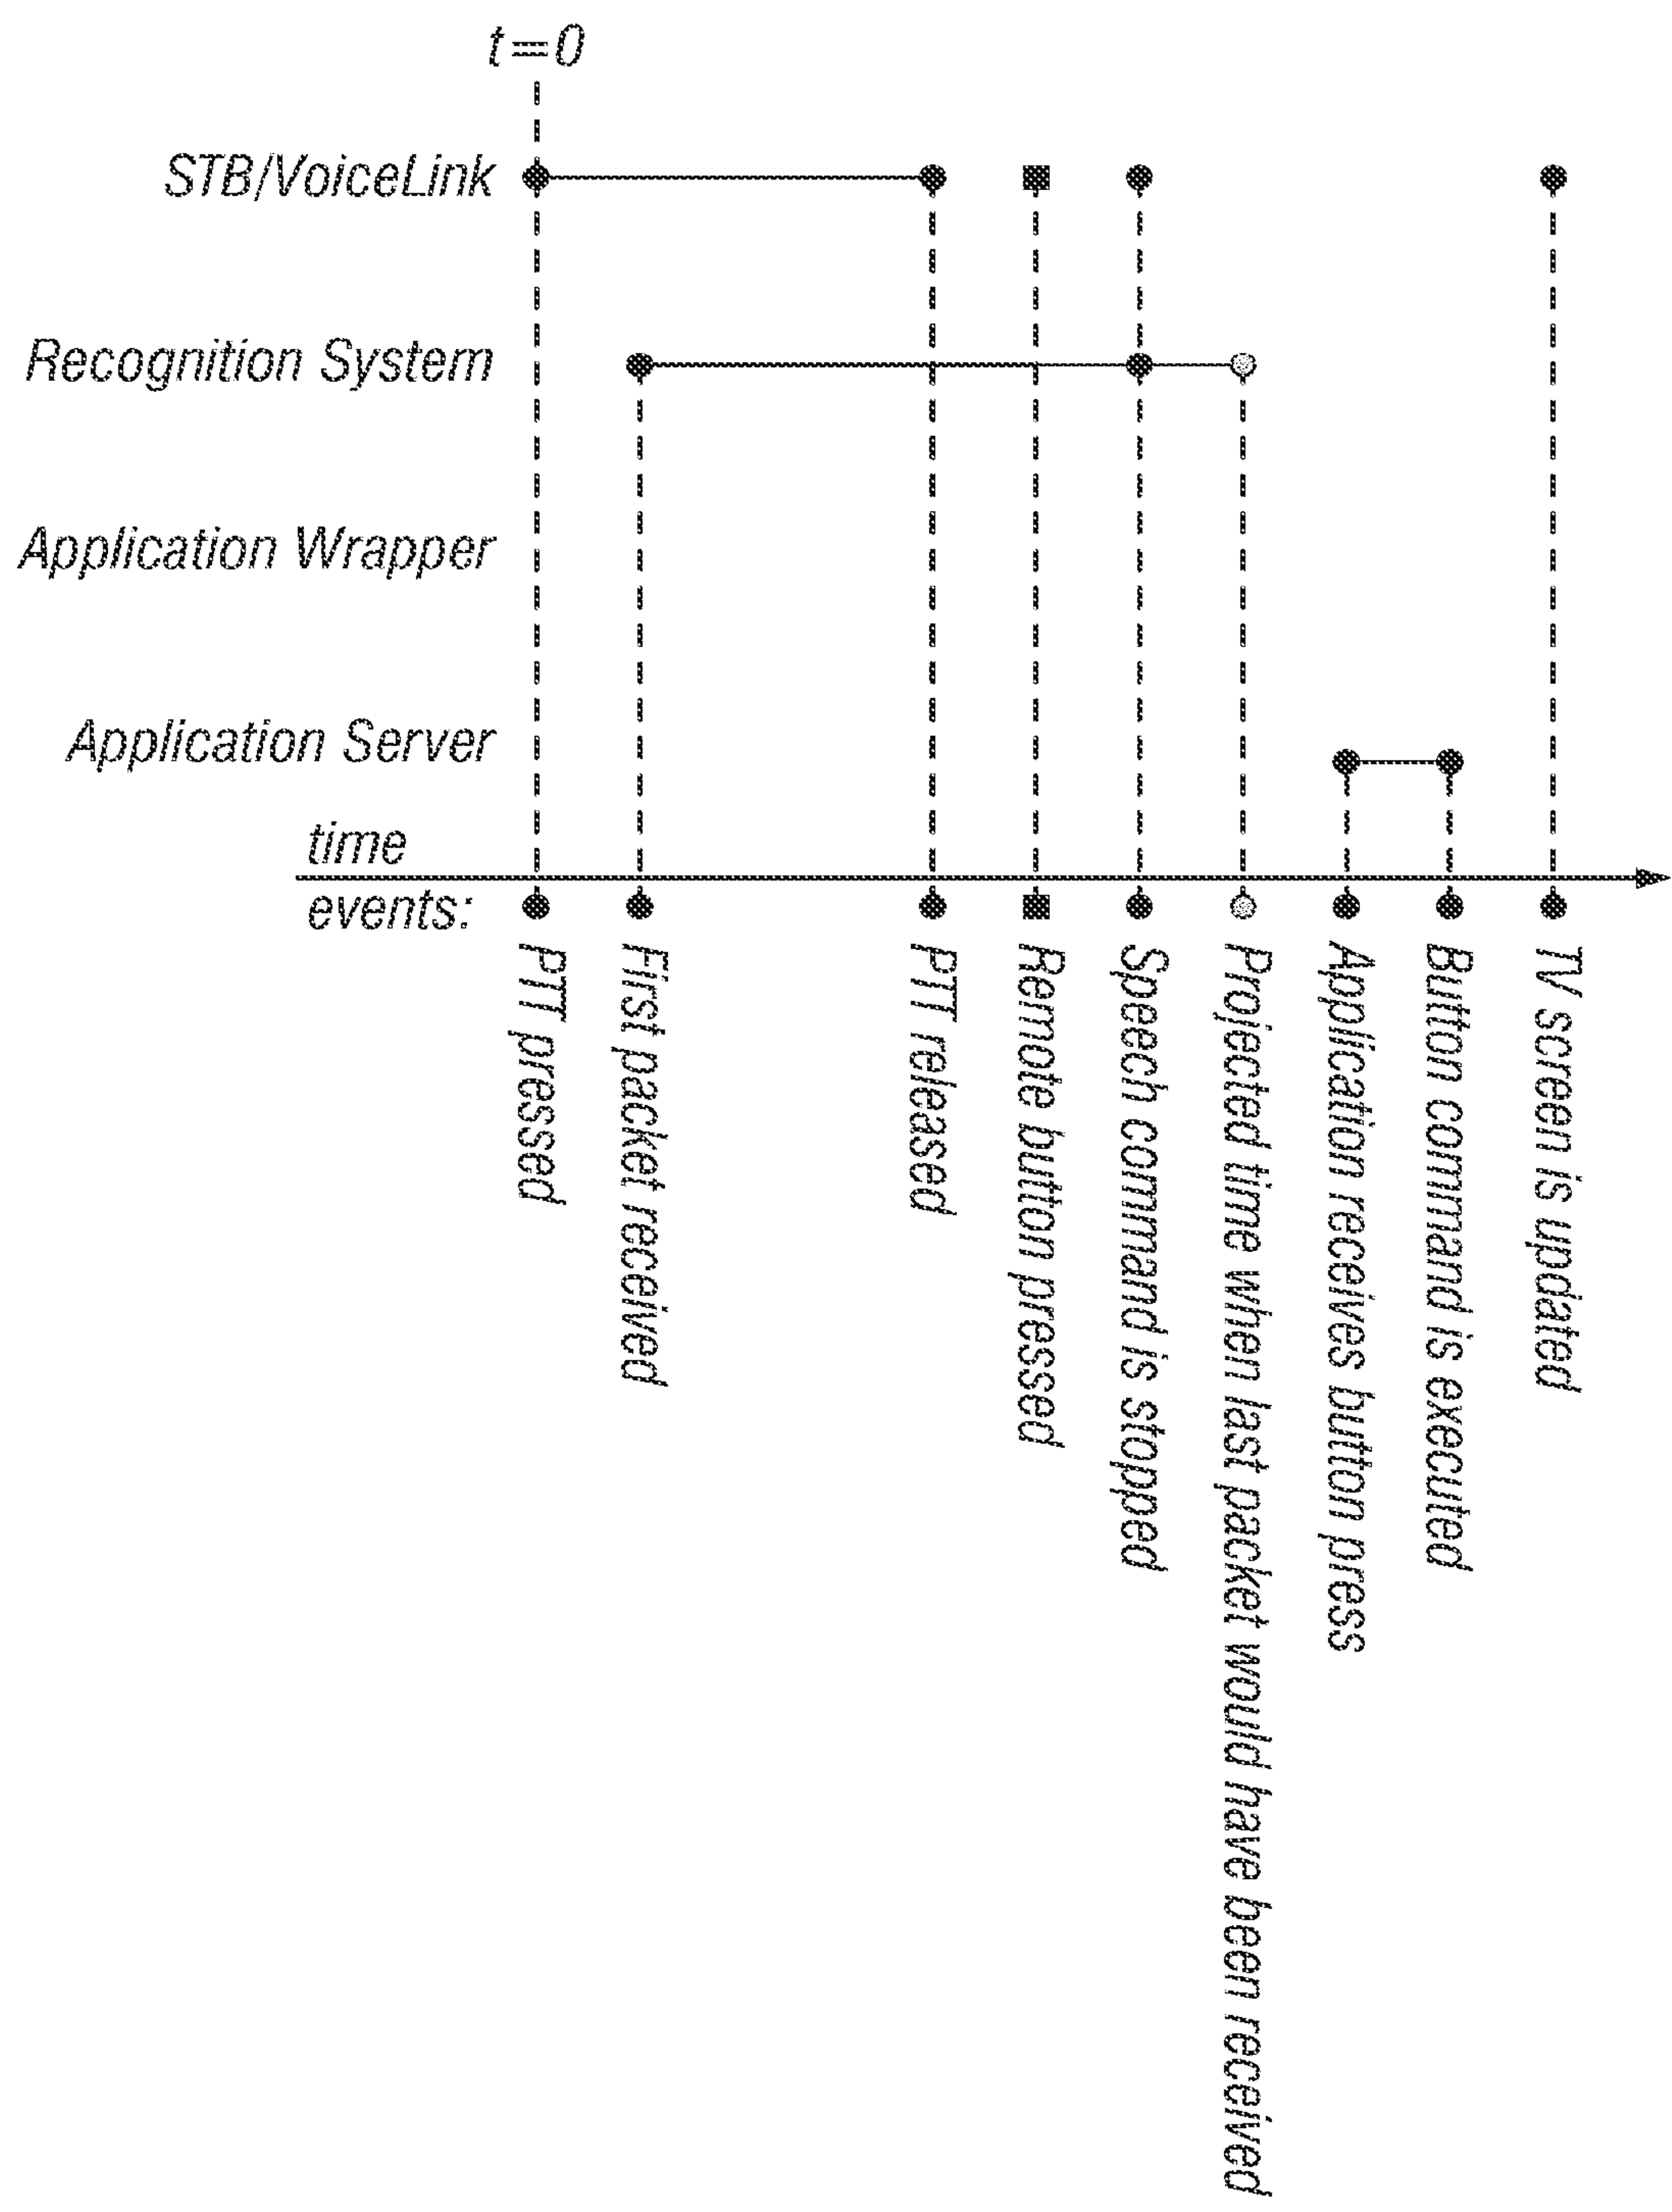 t=0
STB/VoiceLink
Recognition System
Application Wrapper
Application Server
time
events:
PTT pressed
First packet received
PTT released
Remote button pressed
Speech command is stopped
Projected time when last packet would have been received
Application receives button press
Button command is executed
TV screen is updated